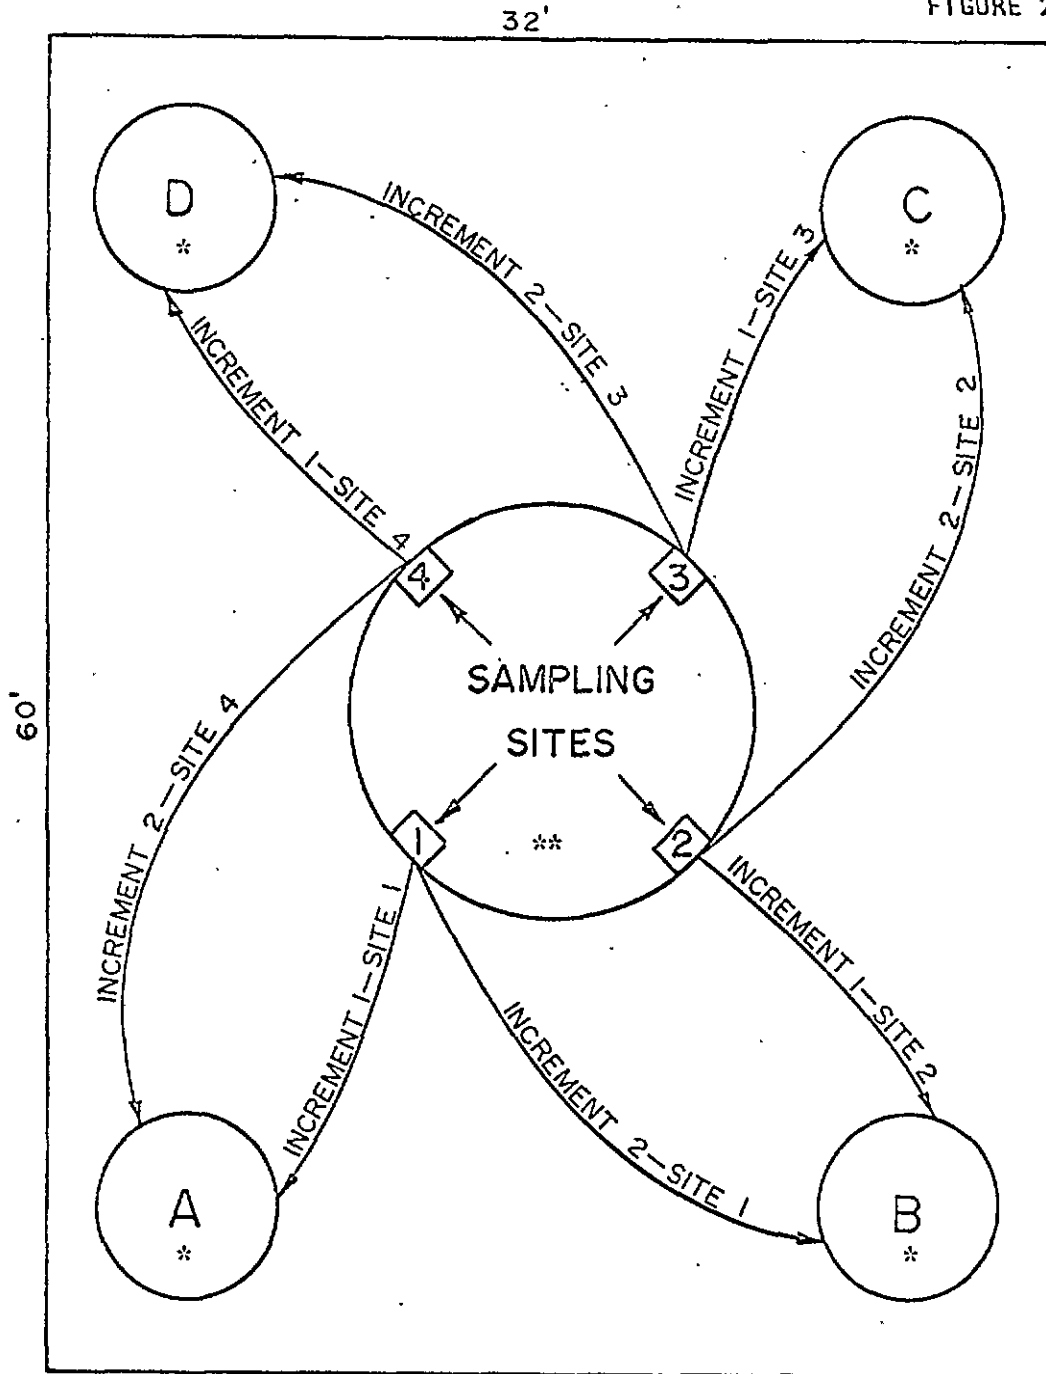 FIGURE 2
32'
D
*
C
*
INCREMENT 2—SITE 3
INCREMENT 1—SITE 3
INCREMENT 1—SITE 4
INCREMENT 2—SITE 2
4
3
SAMPLING
SITES
60'
INCREMENT 2—SITE 4
1
**
2
INCREMENT 1—SITE 1
INCREMENT 1—SITE 2
INCREMENT 2—SITE 1
A
*
B
*